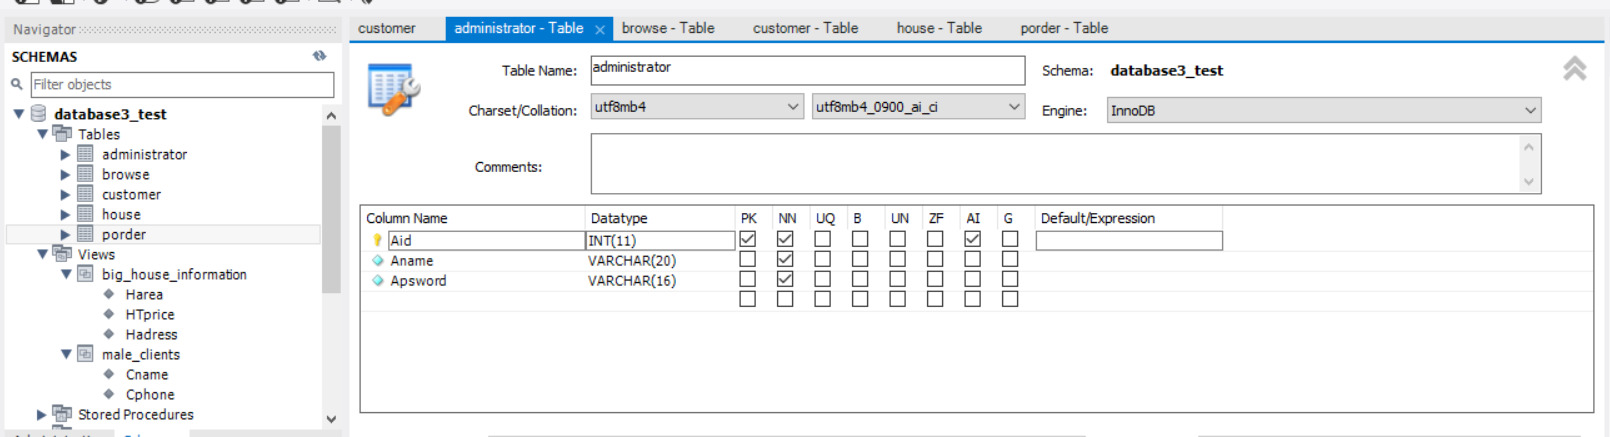 Navigator
SCHEMAS
Filter objects
database3_test
Tables
administrator
browse
customer
house
porder
Views
big_house_information
Harea
HTprice
Hadress
male_clients
Cname
Cphone
Stored Procedures
customer administrator - Table × browse - Table customer - Table house - Table porder - Table
Table Name: administrator Schema: database3_test
Charset/Collation: utf8mb4 utf8mb4_0900_ai_ci Engine: InnoDB
Comments:
Column Name Datatype PK NN UQ B UN ZF AI G Default/Expression
Aid INT(11)
Aname VARCHAR(20)
Apsword VARCHAR(16)